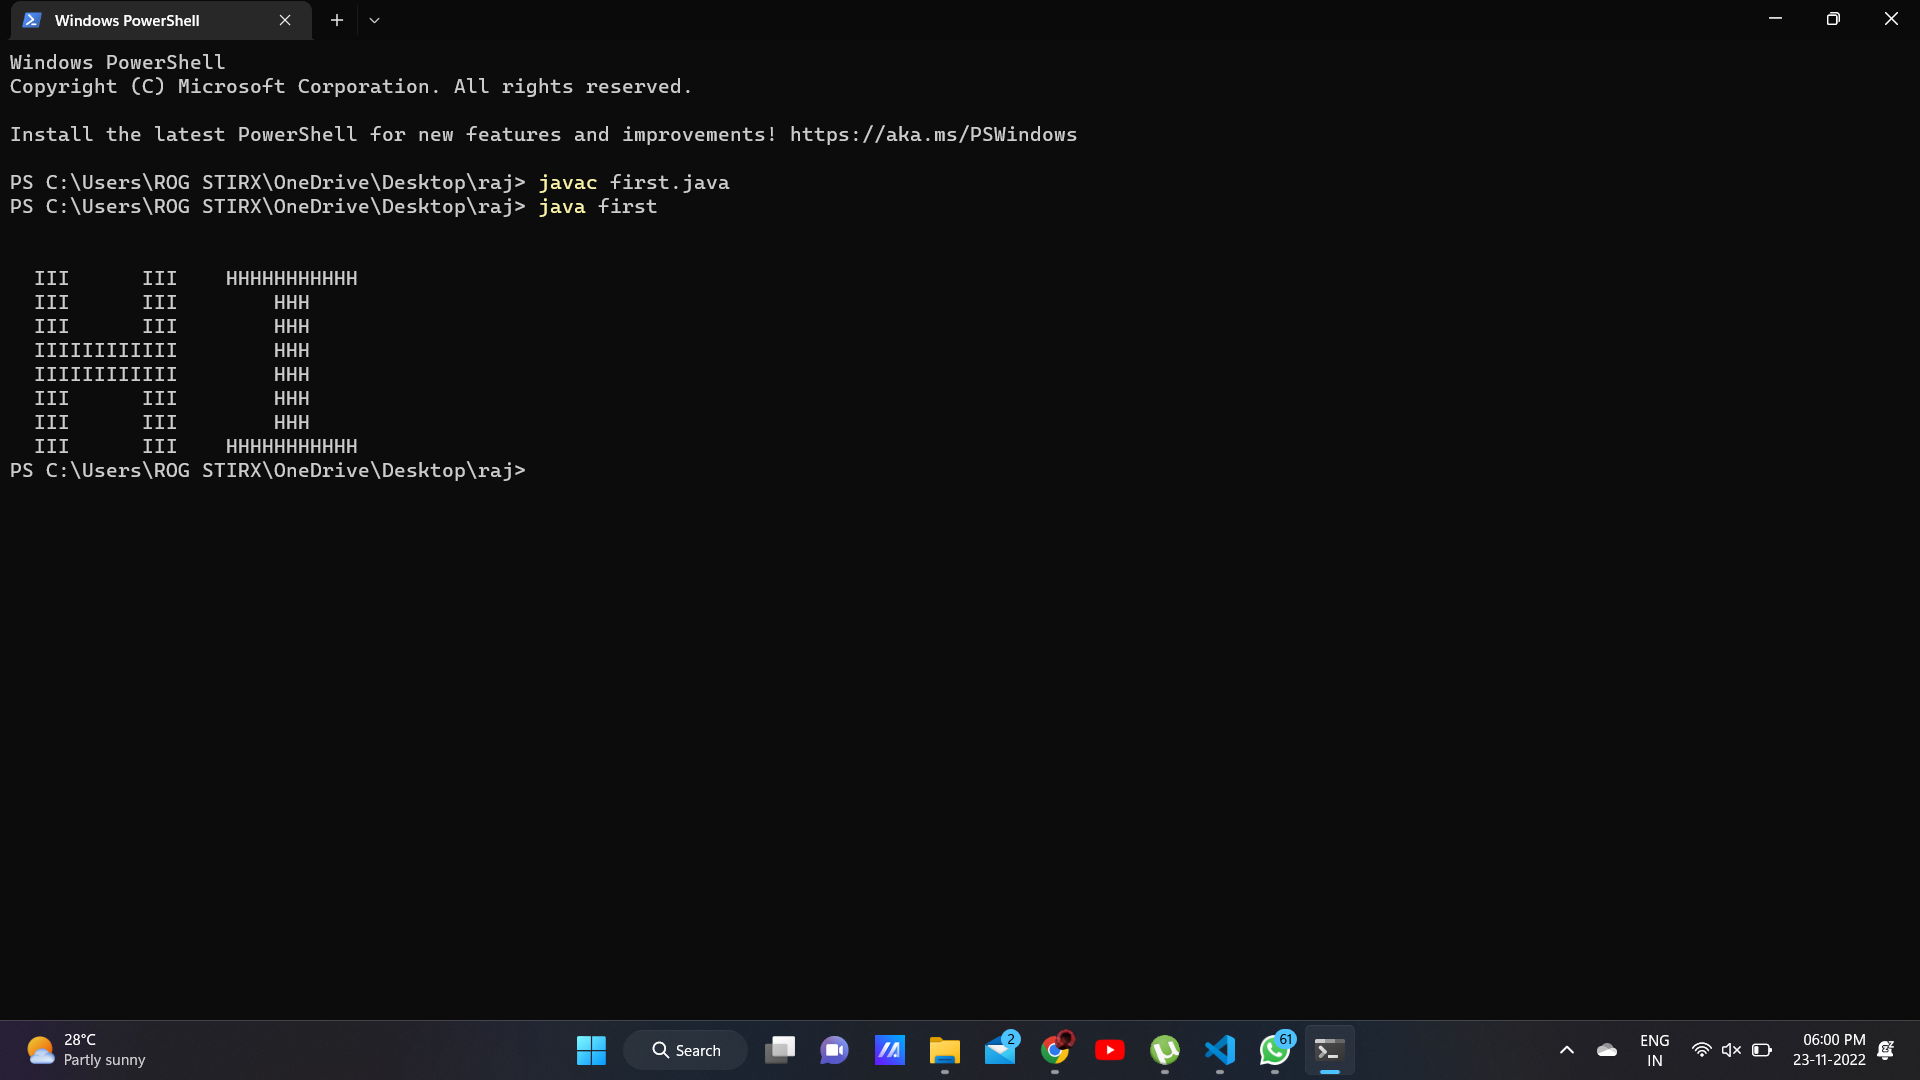 Windows PowerShell
Windows PowerShell
Copyright (C) Microsoft Corporation. All rights reserved.
Install the latest PowerShell for new features and improvements! https://aka.ms/PSWindows
PS C:\Users\ROG STIRX\OneDrive\Desktop\raj> javac first.java
PS C:\Users\ROG STIRX\OneDrive\Desktop\raj> java first
  III      III    HHHHHHHHHHH
  III      III        HHH
  III      III        HHH
  IIIIIIIIIIII        HHH
  IIIIIIIIIIII        HHH
  III      III        HHH
  III      III        HHH
  III      III    HHHHHHHHHHH
PS C:\Users\ROG STIRX\OneDrive\Desktop\raj>
28°C
Partly sunny
Search
2
61
ENG
IN
06:00 PM
23-11-2022